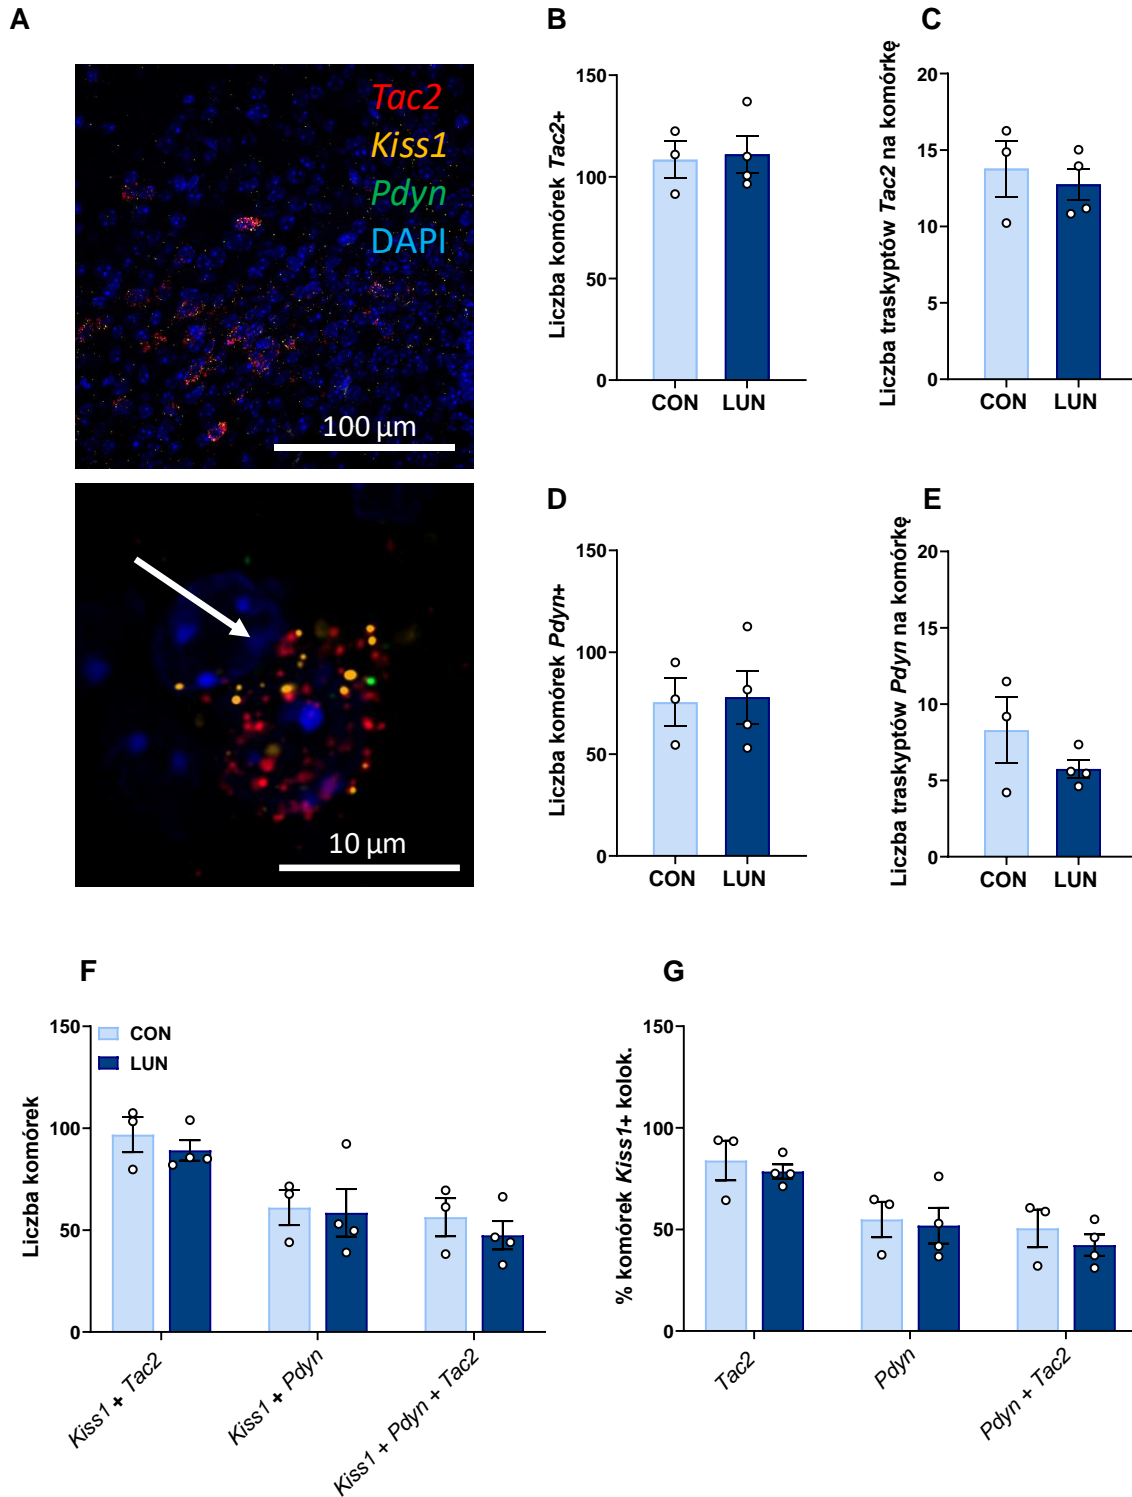 A
Tac2
Kiss1
Pdyn
DAPI
100 µm
10 µm
B
Liczba komórek Tac2+
150
100
50
0
CON LUN
C
Liczba traskyptów Tac2 na komórkę
20
15
10
5
0
CON LUN
D
Liczba komórek Pdyn+
150
100
50
0
CON LUN
E
Liczba traskyptów Pdyn na komórkę
20
15
10
5
0
CON LUN
F
Liczba komórek
150
100
50
0
CON
LUN
Kiss1 + Tac2
Kiss1 + Pdyn
Kiss1 + Pdyn + Tac2
G
% komórek Kiss1+ kolok.
150
100
50
0
Tac2
Pdyn
Pdyn + Tac2